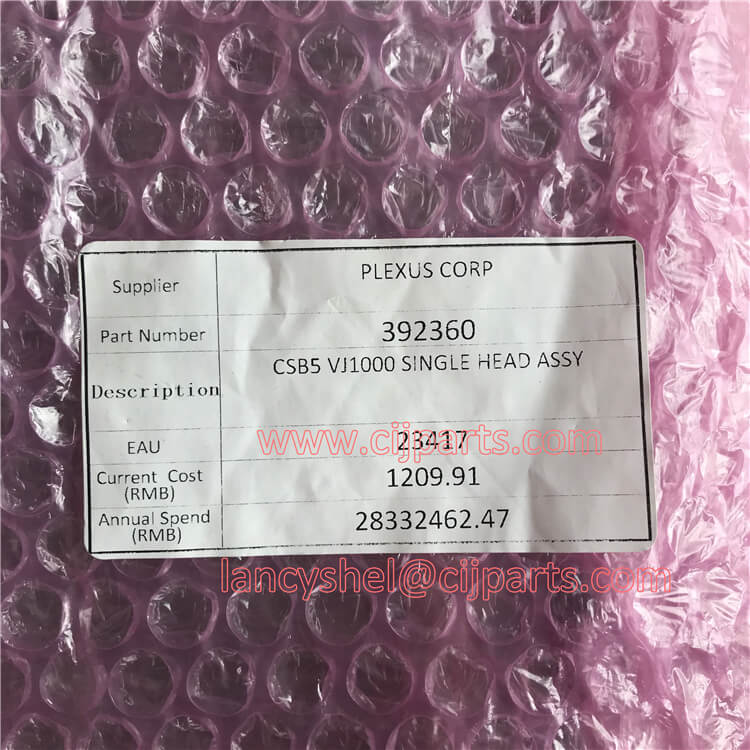 Supplier PLEXUS CORP
Part Number 392360
Description CSB5 VJ1000 SINGLE HEAD ASSY
EAU 23417
www.cijparts.com
Current Cost (RMB) 1209.91
Annual Spend (RMB) 28332462.47
lancyshel@cijparts.com